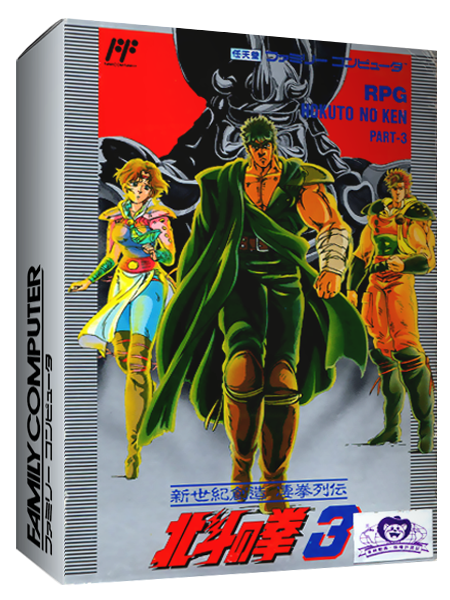 FF
任天堂 ファミリーコンピュータ
RPG
HOKUTO NO KEN
PART-3
FAMILY COMPUTER
ファミリーコンピュータ
新世紀創造 凄拳列伝
北斗の拳3